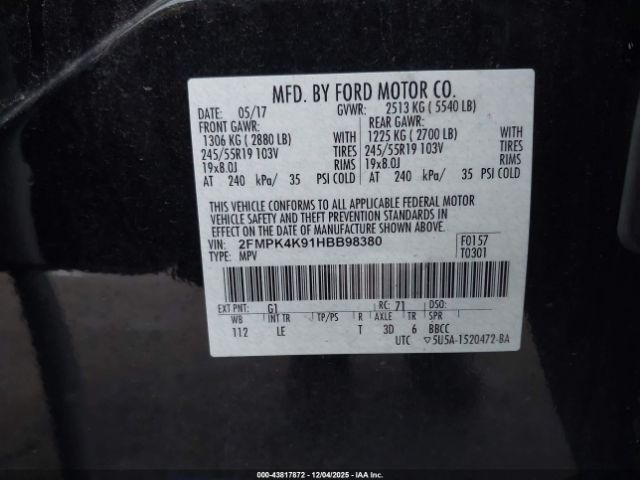 MFD. BY FORD MOTOR CO.
DATE: 05/17 GVWR: 2513 KG ( 5540 LB)
FRONT GAWR: REAR GAWR:
1306 KG ( 2880 LB) WITH 1225 KG ( 2700 LB) WITH
245/55R19 103V TIRES 245/55R19 103V TIRES
19x8.0J RIMS 19x8.0J RIMS
AT 240 kPa/ 35 PSI COLD AT 240 kPa/ 35 PSI COLD
THIS VEHICLE CONFORMS TO ALL APPLICABLE FEDERAL MOTOR
VEHICLE SAFETY AND THEFT PREVENTION STANDARDS IN
EFFECT ON THE DATE OF MANUFACTURE SHOWN ABOVE.
VIN: 2FMPK4K91HBB98380 F0157
TYPE: MPV T0301
EXT PNT: G1 RC: 71 DSO:
WB INT TR TP/PS R AXLE TR SPR
112 LE T 3D 6 BBCC
UTC ▽5U5A-1520472-BA
000-43817872 - 12/04/2025 - IAAI.CA